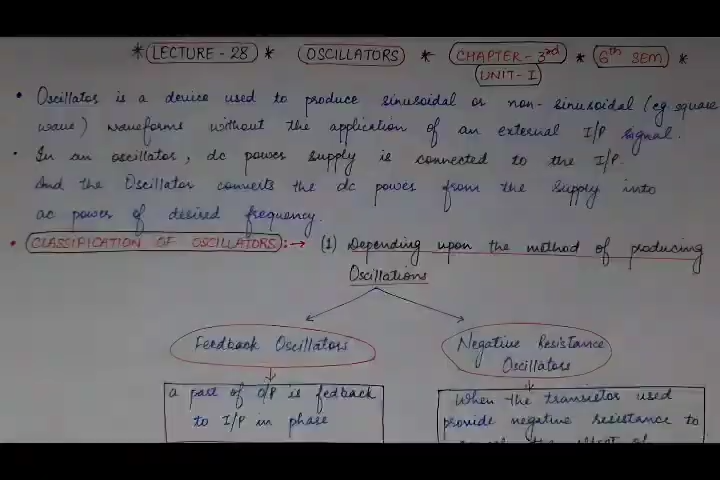 * LECTURE - 28 * OSCILLATORS * CHAPTER - 3rd * 6th SEM *
UNIT - I
• Oscillator is a device used to produce sinusoidal or non-sinusoidal (eg. square
wave) waveforms without the application of an external I/P signal.
• In an oscillator, dc power supply is connected to the I/P.
And the Oscillator converts the dc power from the supply into
ac power of desired frequency.
• CLASSIFICATION OF OSCILLATORS:→ (1) Depending upon the method of producing
Oscillations
Feedback Oscillators
Negative Resistance
Oscillators
a part of O/P is fedback
to I/P in phase
When the transistor used
provide negative resistance to